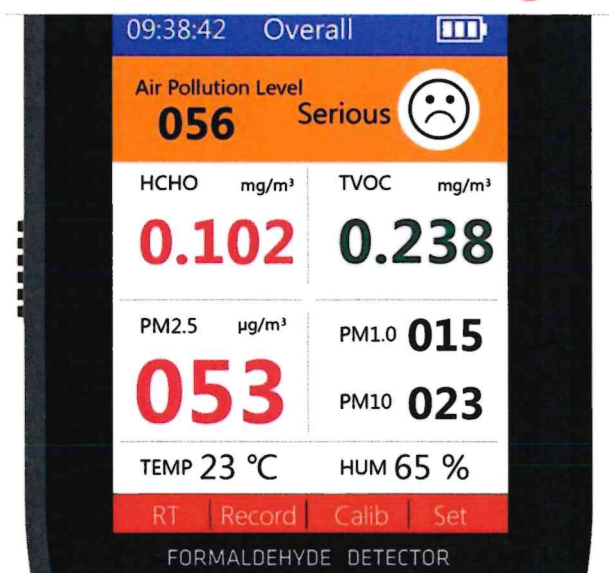 09:38:42 Overall
Air Pollution Level
056 Serious
HCHO mg/m³ TVOC mg/m³
0.102 0.238
PM2.5 µg/m³ PM1.0 015
053 PM10 023
TEMP 23 °C HUM 65 %
RT Record Calib Set
FORMALDEHYDE DETECTOR